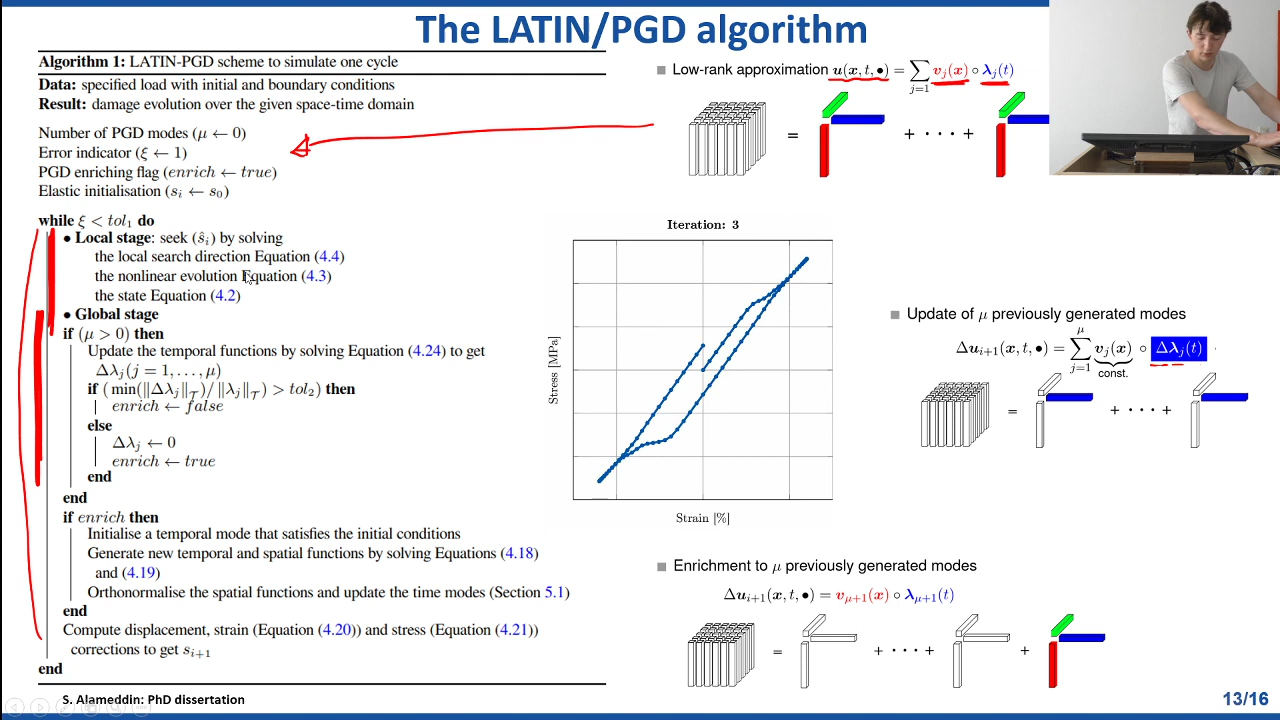 The LATIN/PGD algorithm
Algorithm 1: LATIN-PGD scheme to simulate one cycle
Data: specified load with initial and boundary conditions
Result: damage evolution over the given space-time domain
Number of PGD modes (μ ← 0)
Error indicator (ξ ← 1)
PGD enriching flag (enrich ← true)
Elastic initialisation (s_i ← s_0)
while ξ < tol_1 do
• Local stage: seek (ŝ_i) by solving
the local search direction Equation (4.4)
the nonlinear evolution Equation (4.3)
the state Equation (4.2)
• Global stage
if (μ > 0) then
Update the temporal functions by solving Equation (4.24) to get
Δλ_j(j = 1, . . . , μ)
if ( min(‖Δλ_j‖_T)/ ‖λ_j‖_T) > tol_2) then
enrich ← false
else
Δλ_j ← 0
enrich ← true
end
end
if enrich then
Initialise a temporal mode that satisfies the initial conditions
Generate new temporal and spatial functions by solving Equations (4.18)
and (4.19)
Orthonormalise the spatial functions and update the time modes (Section 5.1)
end
Compute displacement, strain (Equation (4.20)) and stress (Equation (4.21))
corrections to get s_{i+1}
end
S. Alameddin: PhD dissertation
Low-rank approximation u(x, t, •) = ∑_{j=1} v_j(x) ∘ λ_j(t)
= + · · · · +
Iteration: 3
Stress [MPa]
Strain [%]
Update of μ previously generated modes
Δu_{i+1}(x, t, •) = ∑_{j=1}^{μ} v_j(x) ∘ Δλ_j(t)
const.
= + · · · · +
Enrichment to μ previously generated modes
Δu_{i+1}(x, t, •) = v_{μ+1}(x) ∘ λ_{μ+1}(t)
= + · · · · + +
13/16